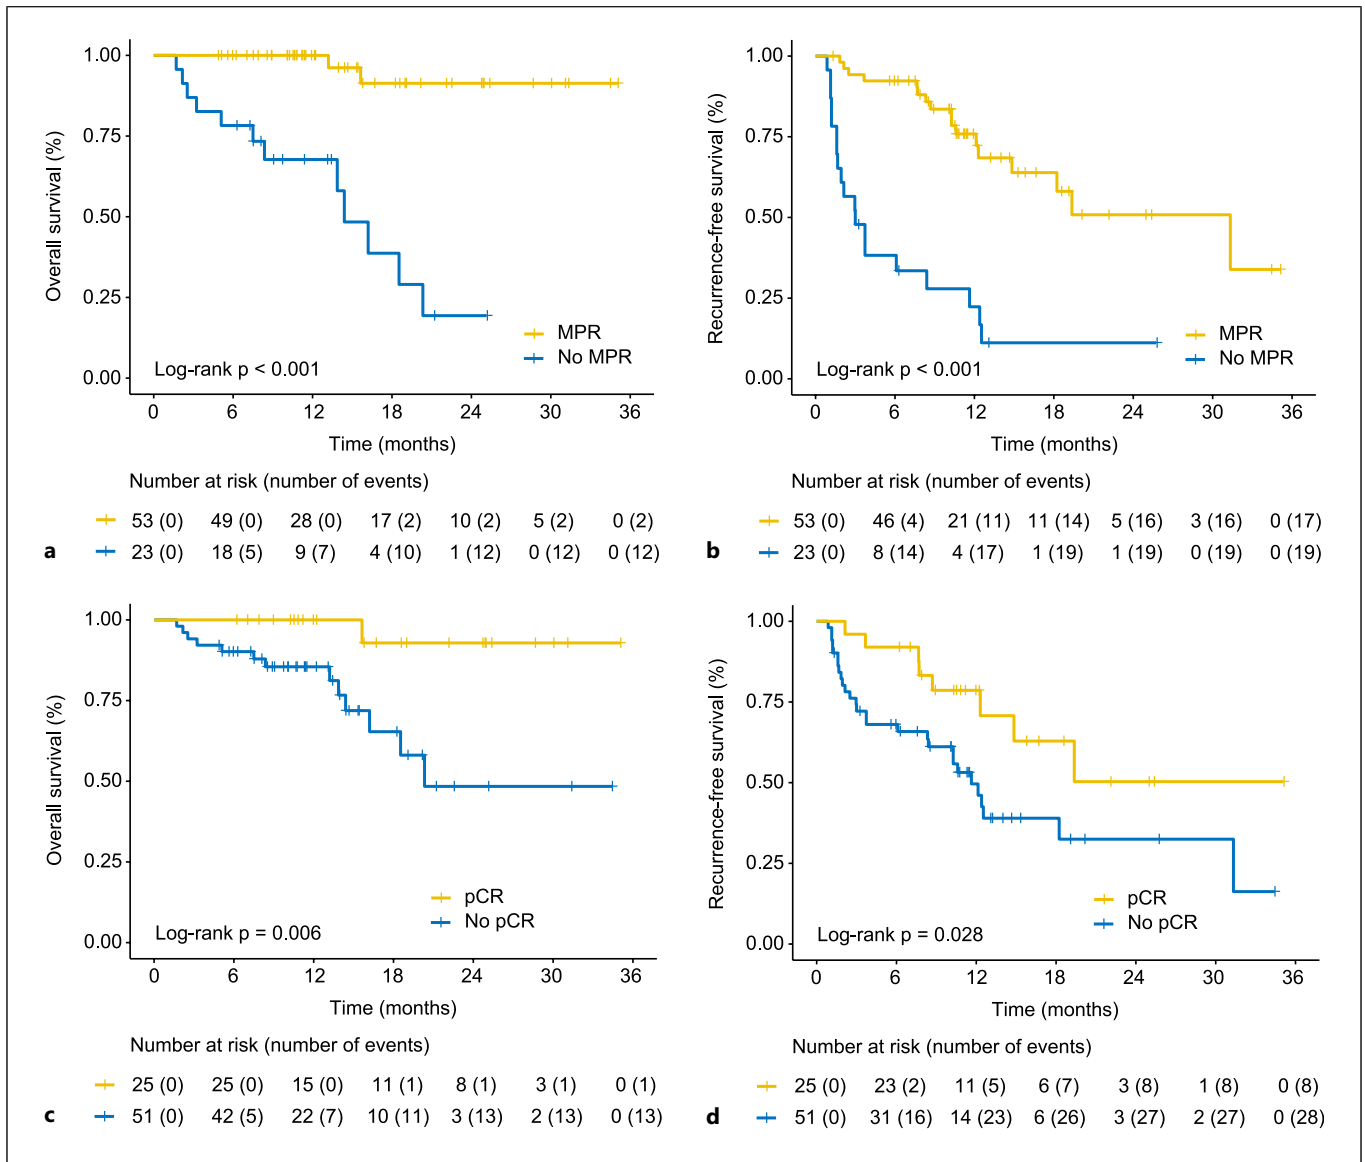 1.00
0.75
0.50
0.25
0.00
Overall survival (%)
MPR
No MPR
Log-rank p < 0.001
0 6 12 18 24 30 36
Time (months)
Number at risk (number of events)
53 (0) 49 (0) 28 (0) 17 (2) 10 (2) 5 (2) 0 (2)
23 (0) 18 (5) 9 (7) 4 (10) 1 (12) 0 (12) 0 (12)
a
1.00
0.75
0.50
0.25
0.00
Recurrence-free survival (%)
MPR
No MPR
Log-rank p < 0.001
0 6 12 18 24 30 36
Time (months)
Number at risk (number of events)
53 (0) 46 (4) 21 (11) 11 (14) 5 (16) 3 (16) 0 (17)
23 (0) 8 (14) 4 (17) 1 (19) 1 (19) 0 (19) 0 (19)
b
1.00
0.75
0.50
0.25
0.00
Overall survival (%)
pCR
No pCR
Log-rank p = 0.006
0 6 12 18 24 30 36
Time (months)
Number at risk (number of events)
25 (0) 25 (0) 15 (0) 11 (1) 8 (1) 3 (1) 0 (1)
51 (0) 42 (5) 22 (7) 10 (11) 3 (13) 2 (13) 0 (13)
c
1.00
0.75
0.50
0.25
0.00
Recurrence-free survival (%)
pCR
No pCR
Log-rank p = 0.028
0 6 12 18 24 30 36
Time (months)
Number at risk (number of events)
25 (0) 23 (2) 11 (5) 6 (7) 3 (8) 1 (8) 0 (8)
51 (0) 31 (16) 14 (23) 6 (26) 3 (27) 2 (27) 0 (28)
d